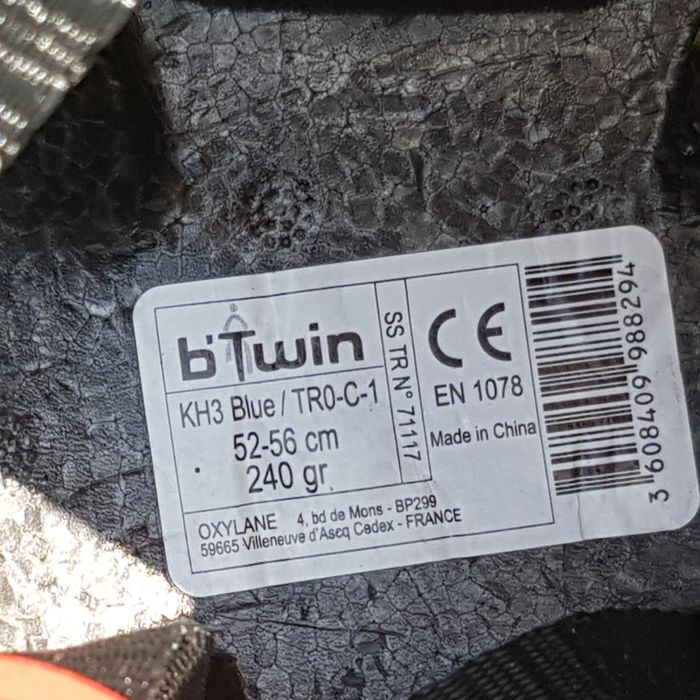 b'Twin®
KH3 Blue / TR0-C-1
52-56 cm
240 gr
SS TR N° 71117
CE
EN 1078
Made in China
OXYLANE 4, bd de Mons - BP299
59665 Villeneuve d'Ascq Cedex - FRANCE
3 608409 988294